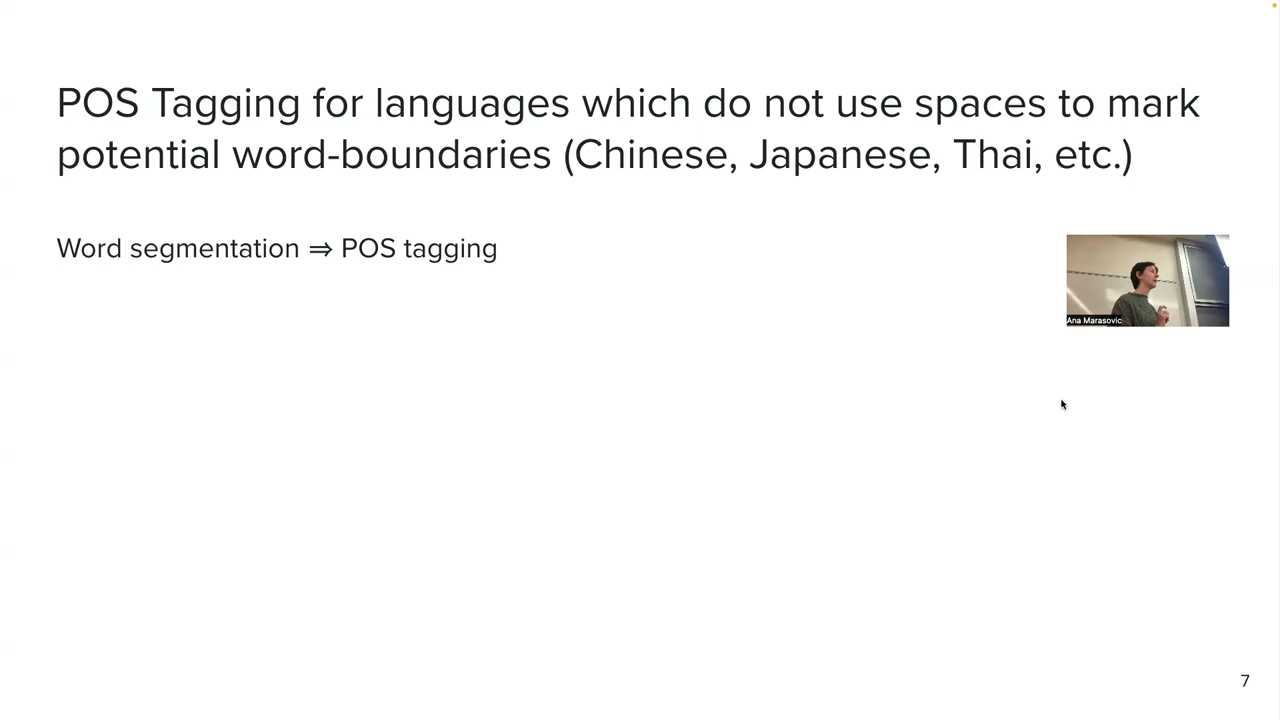 POS Tagging for languages which do not use spaces to mark
potential word-boundaries (Chinese, Japanese, Thai, etc.)
Word segmentation ⇒ POS tagging
Ana Marasovic
7